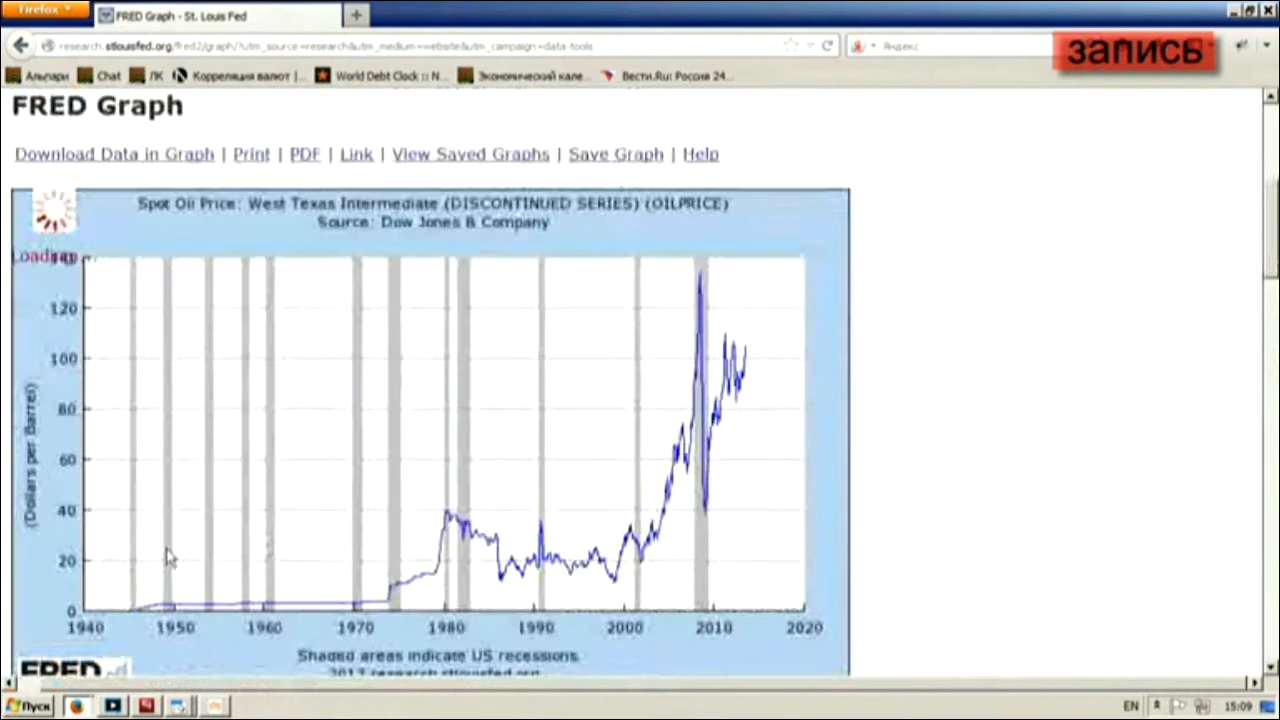 Firefox
FRED Graph - St. Louis Fed
research.stlouisfed.org/fred2/graph/?utm_source=research&utm_medium=website&utm_campaign=data-tools
Яндекс
запись
Альпари
Chat
ЛК
Корреляция валют |...
World Debt Clock :: N...
Экономический кале...
Вести.Ru: Россия 24...
FRED Graph
Download Data in Graph | Print | PDF | Link | View Saved Graphs | Save Graph | Help
Spot Oil Price: West Texas Intermediate (DISCONTINUED SERIES) (OILPRICE)
Source: Dow Jones & Company
140
120
100
80
60
40
20
0
(Dollars per Barrel)
1940 1950 1960 1970 1980 1990 2000 2010 2020
Shaded areas indicate US recessions.
2013 research.stlouisfed.org
FRED
Пуск
EN
15:09